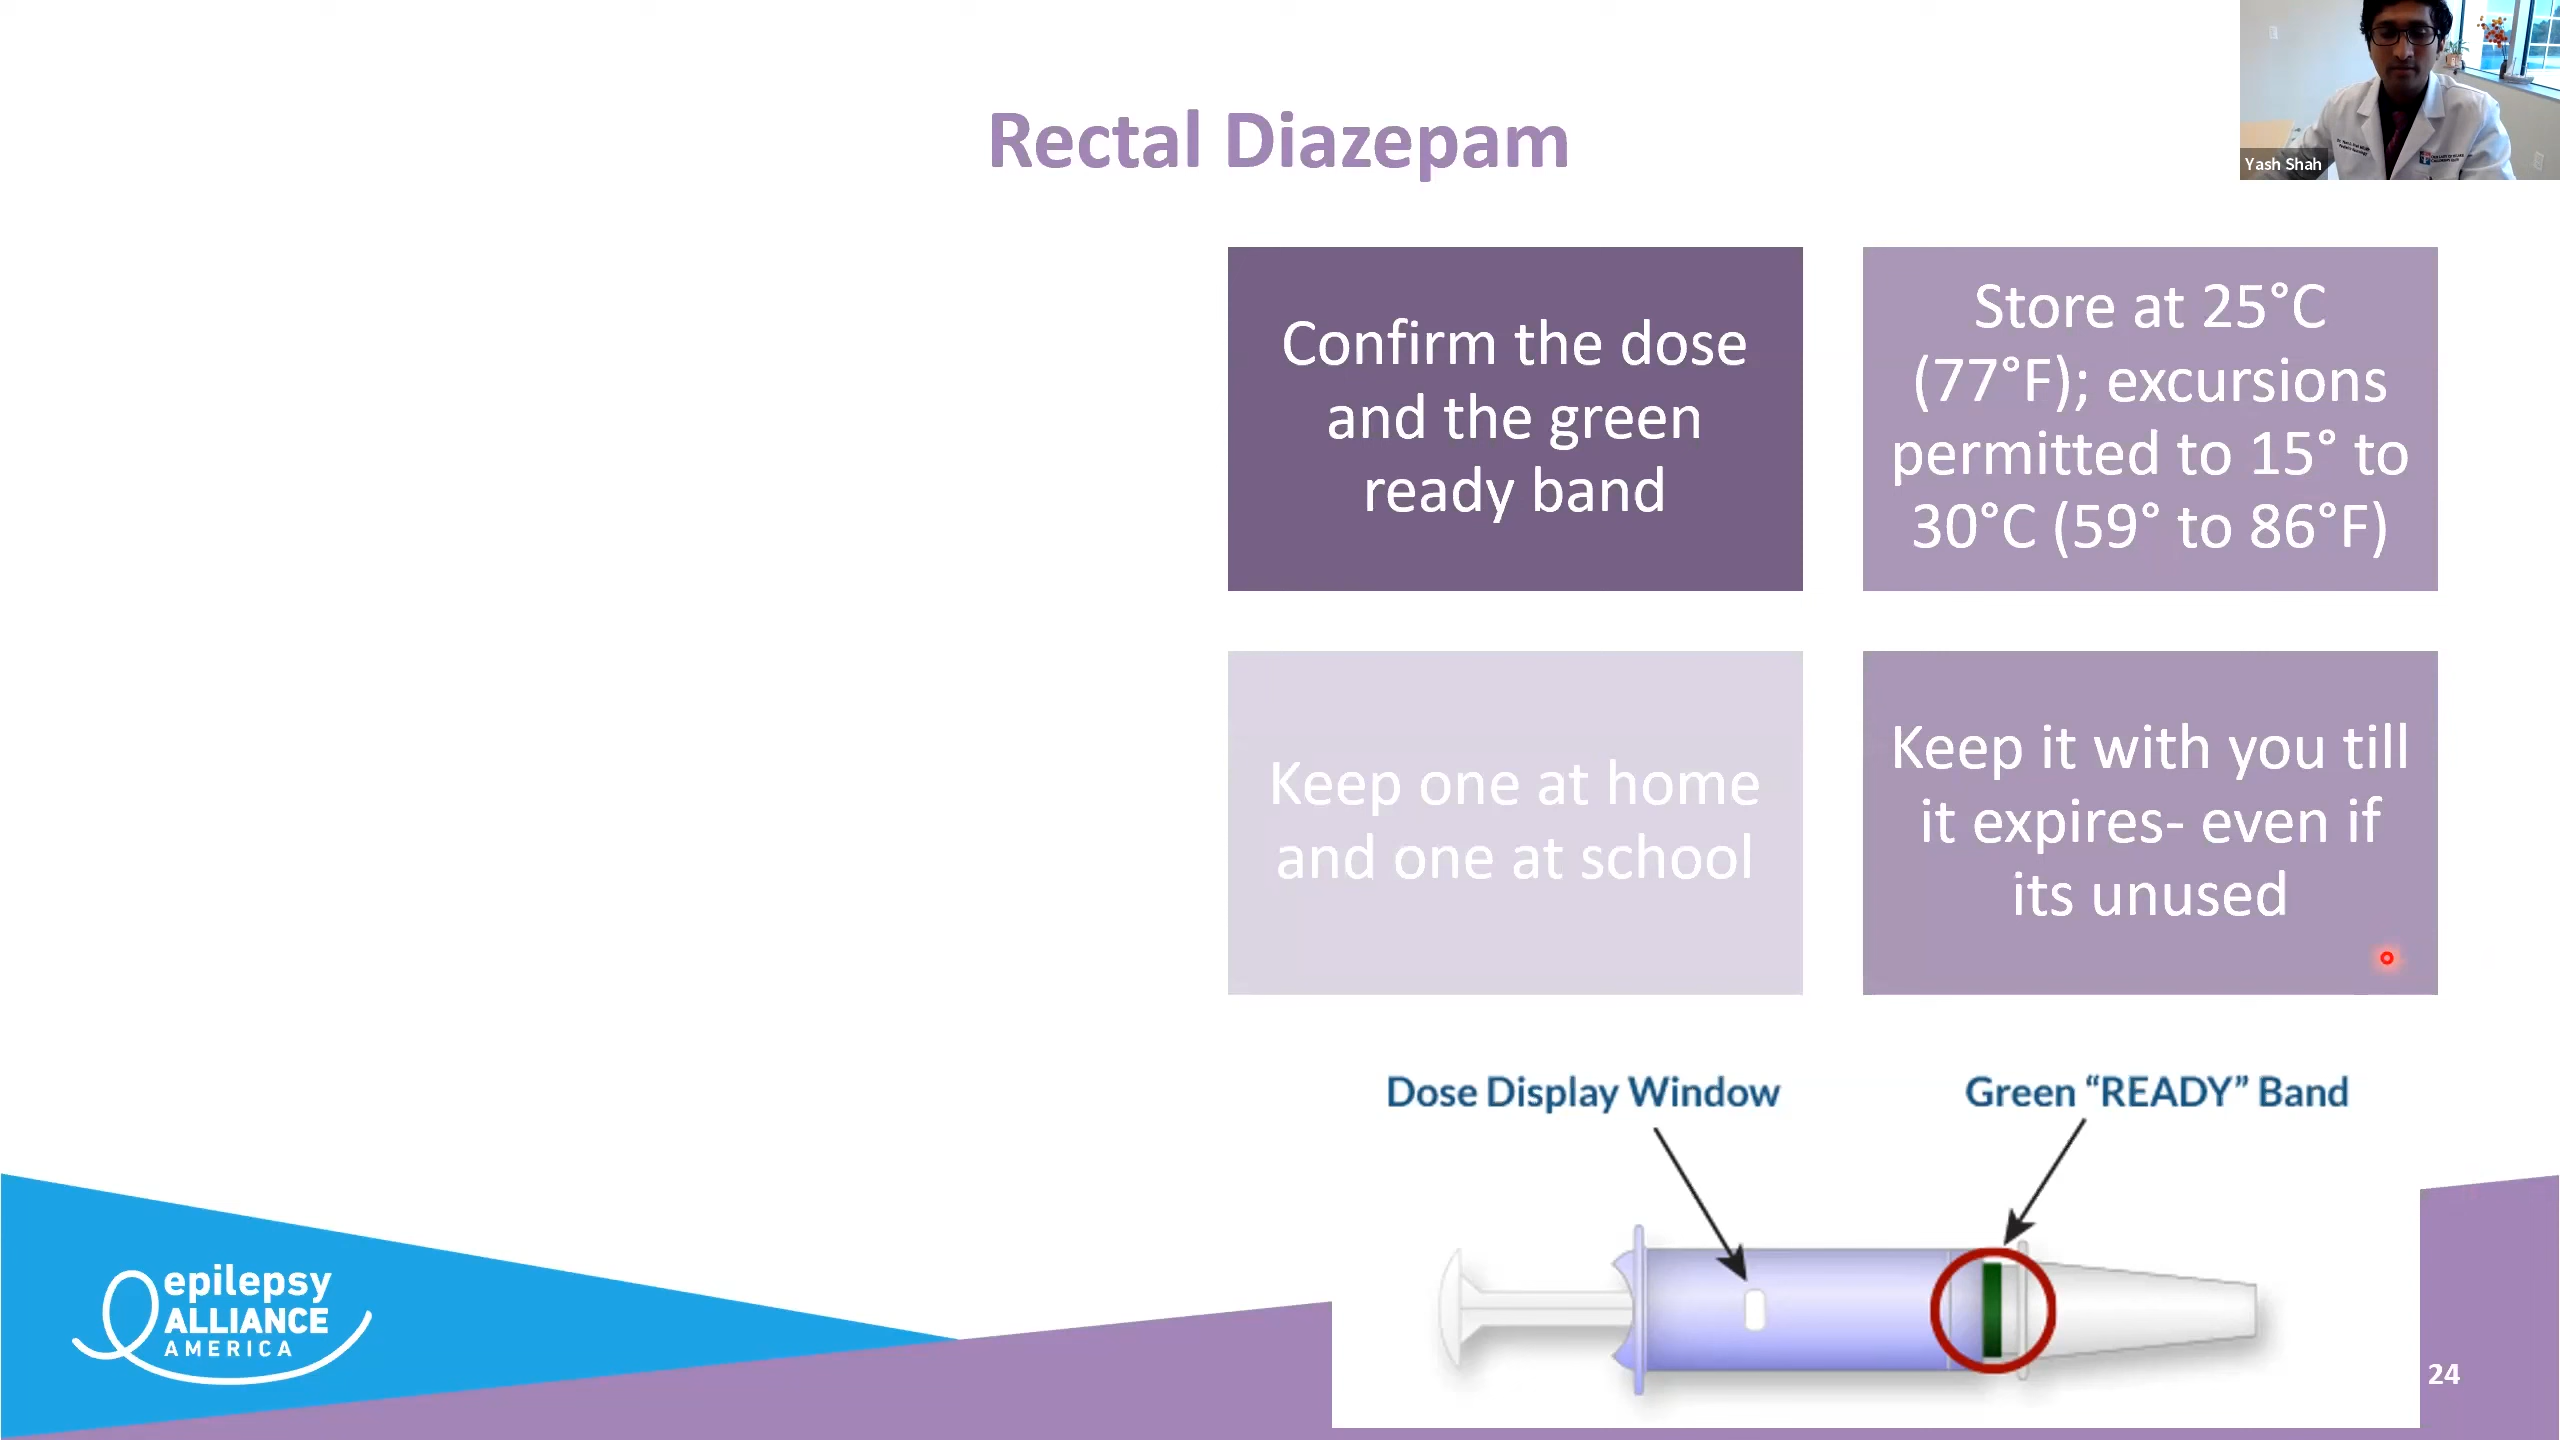 Rectal Diazepam
Yash Shah
Confirm the dose
and the green
ready band
Store at 25°C
(77°F); excursions
permitted to 15° to
30°C (59° to 86°F)
Keep one at home
and one at school
Keep it with you till
it expires- even if
its unused
Dose Display Window
Green “READY” Band
epilepsy
ALLIANCE
AMERICA
24